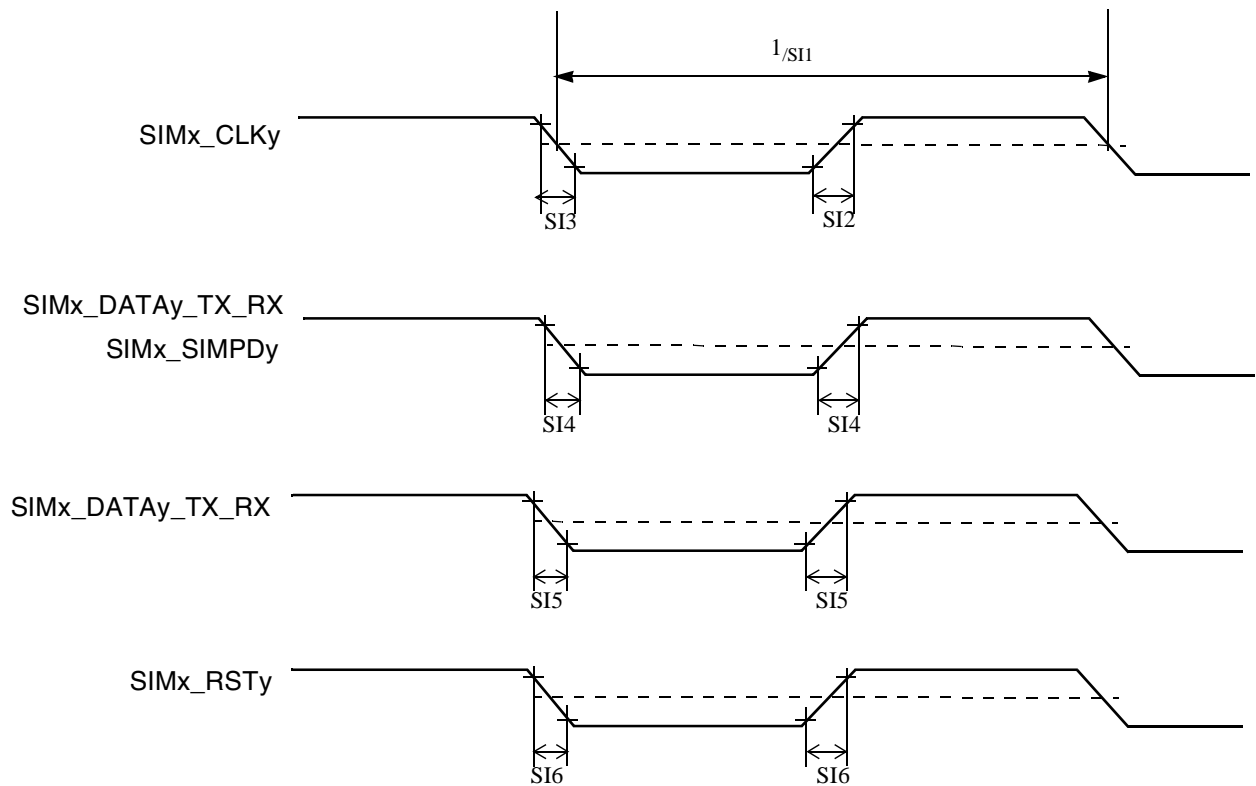 1/SI1
SIMx_CLKy
SI3
SI2
SIMx_DATAy_TX_RX
SIMx_SIMPDy
SI4
SI4
SIMx_DATAy_TX_RX
SI5
SI5
SIMx_RSTy
SI6
SI6